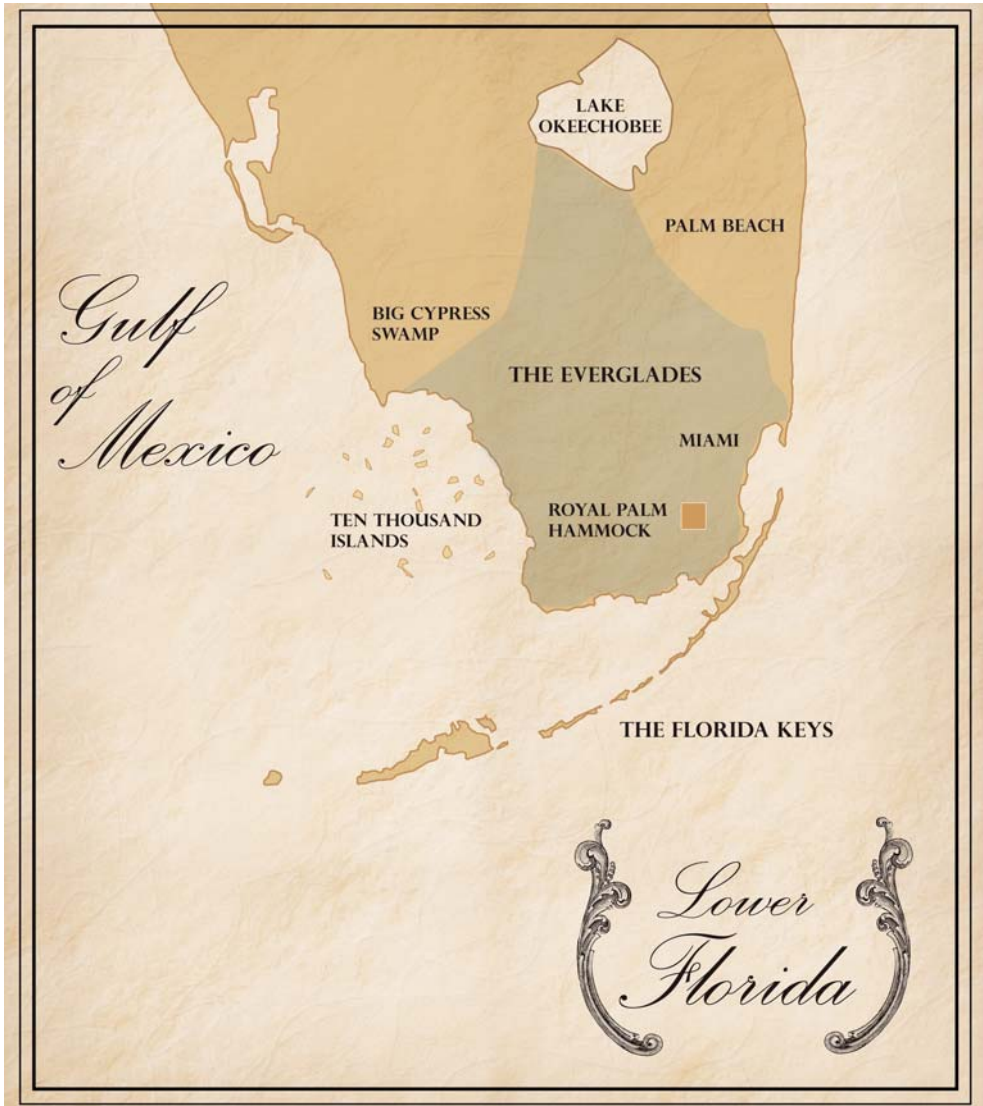 LAKE
OKEECHOBEE
PALM BEACH
Gulf
of
Mexico
BIG CYPRESS
SWAMP
THE EVERGLADES
MIAMI
ROYAL PALM
HAMMOCK
TEN THOUSAND
ISLANDS
THE FLORIDA KEYS
Lower
Florida